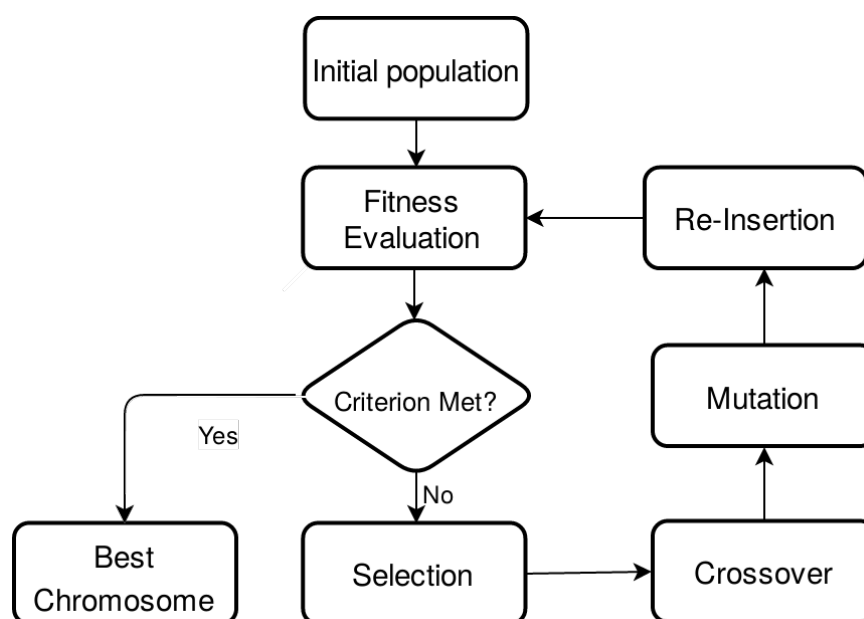 Initial population
Fitness
Evaluation
Re-Insertion
Criterion Met?
Mutation
Yes
No
Best
Chromosome
Selection
Crossover